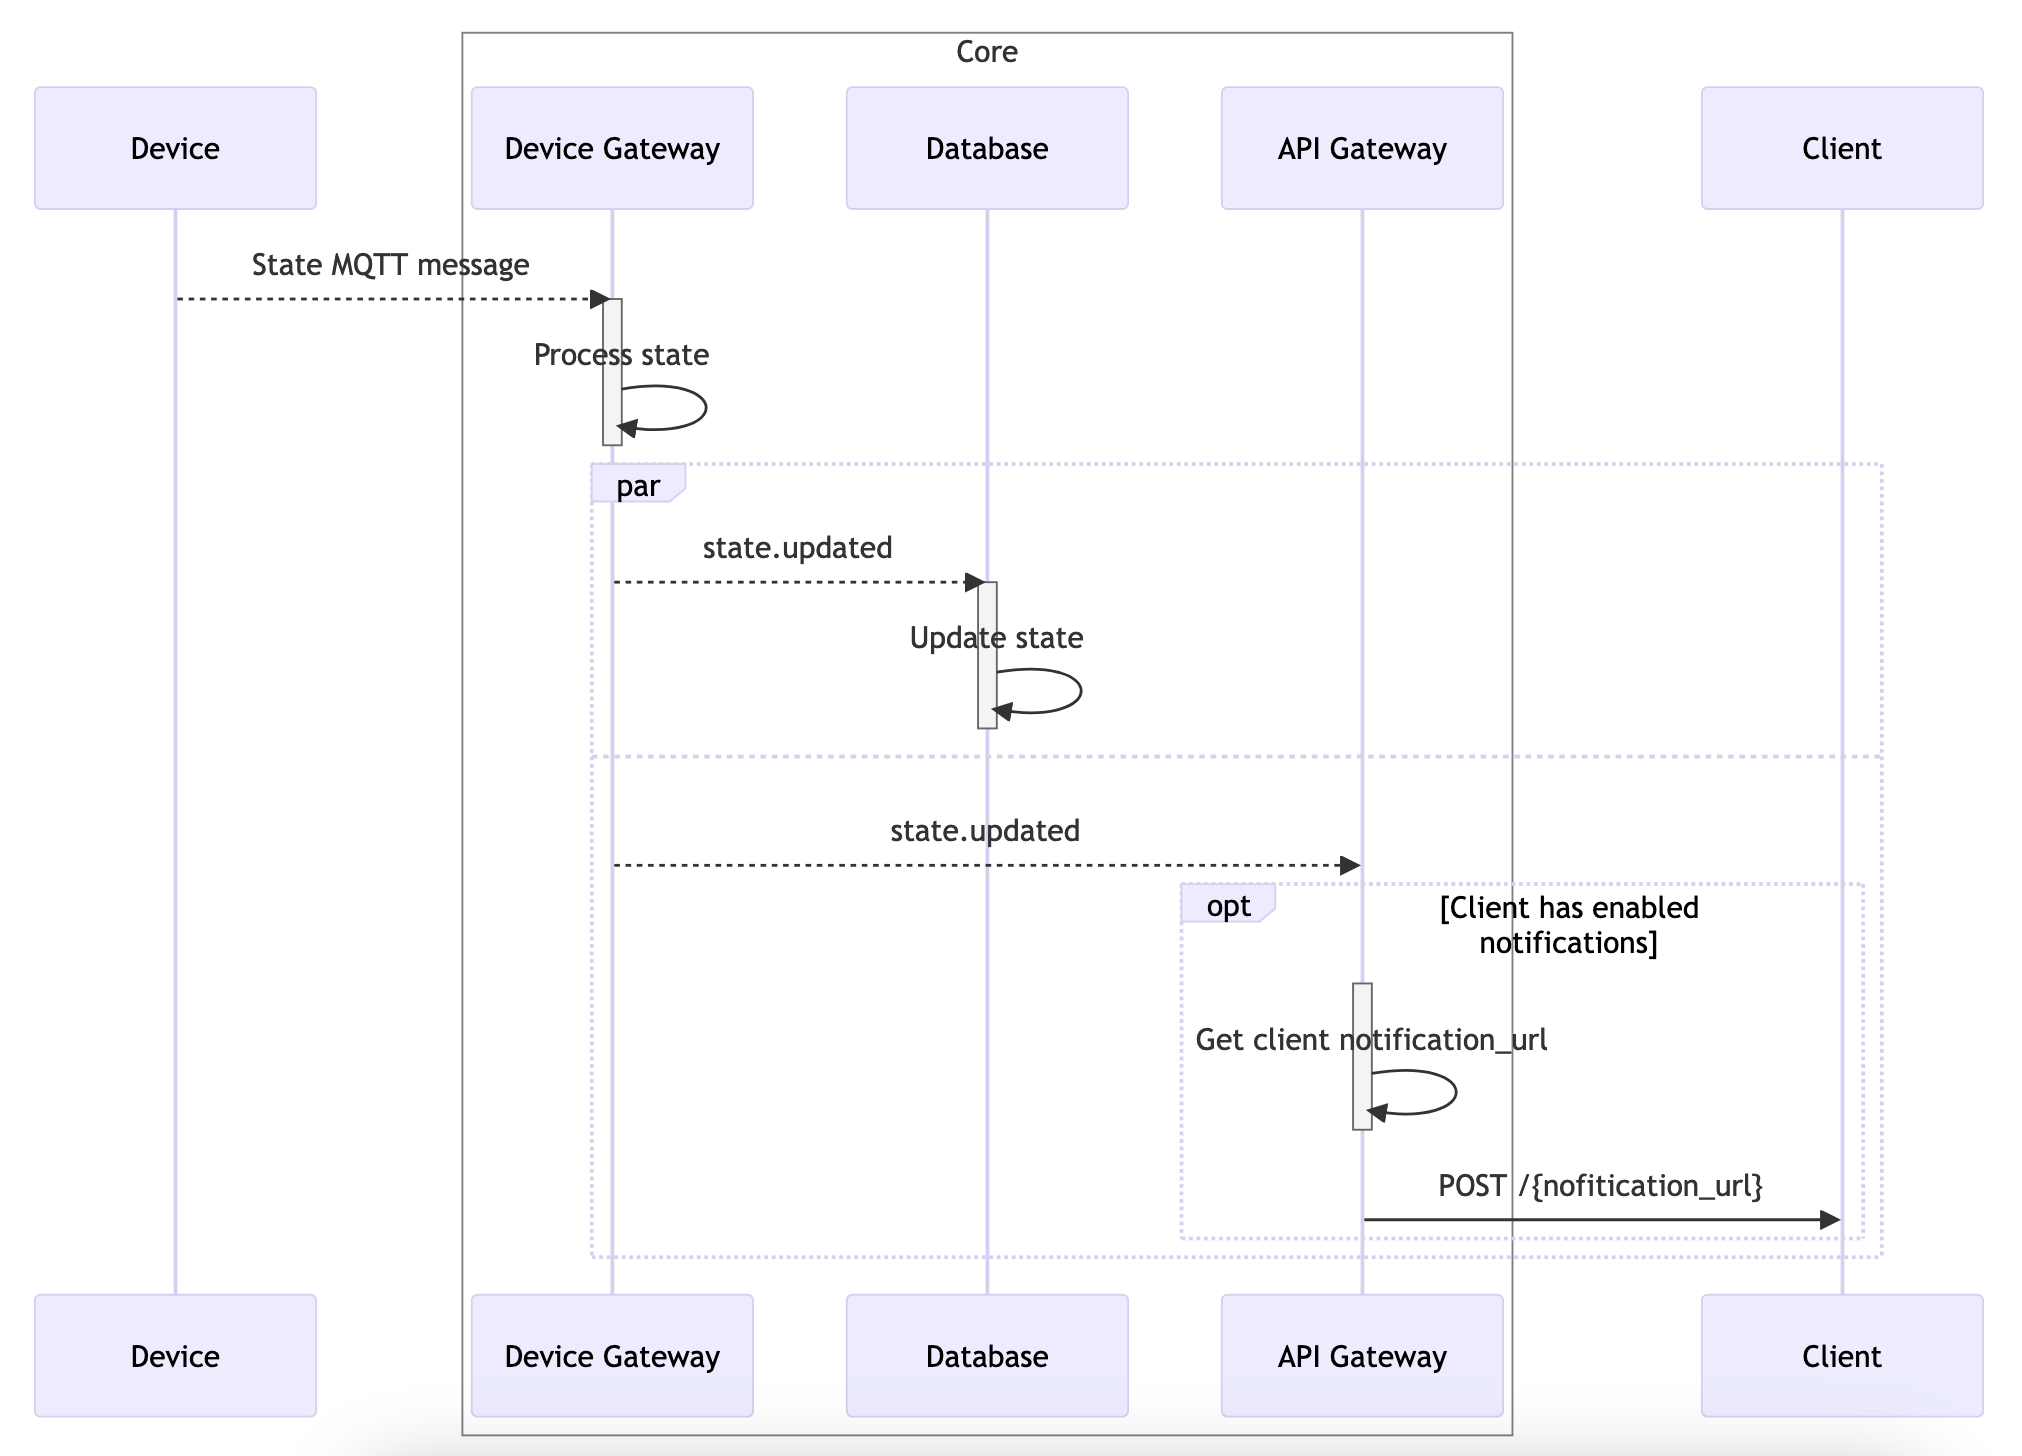 Core
Device
Device Gateway
Database
API Gateway
Client
State MQTT message
Process state
par
state.updated
Update state
state.updated
opt
[Client has enabled
notifications]
Get client notification_url
POST /{nofitication_url}
Device
Device Gateway
Database
API Gateway
Client